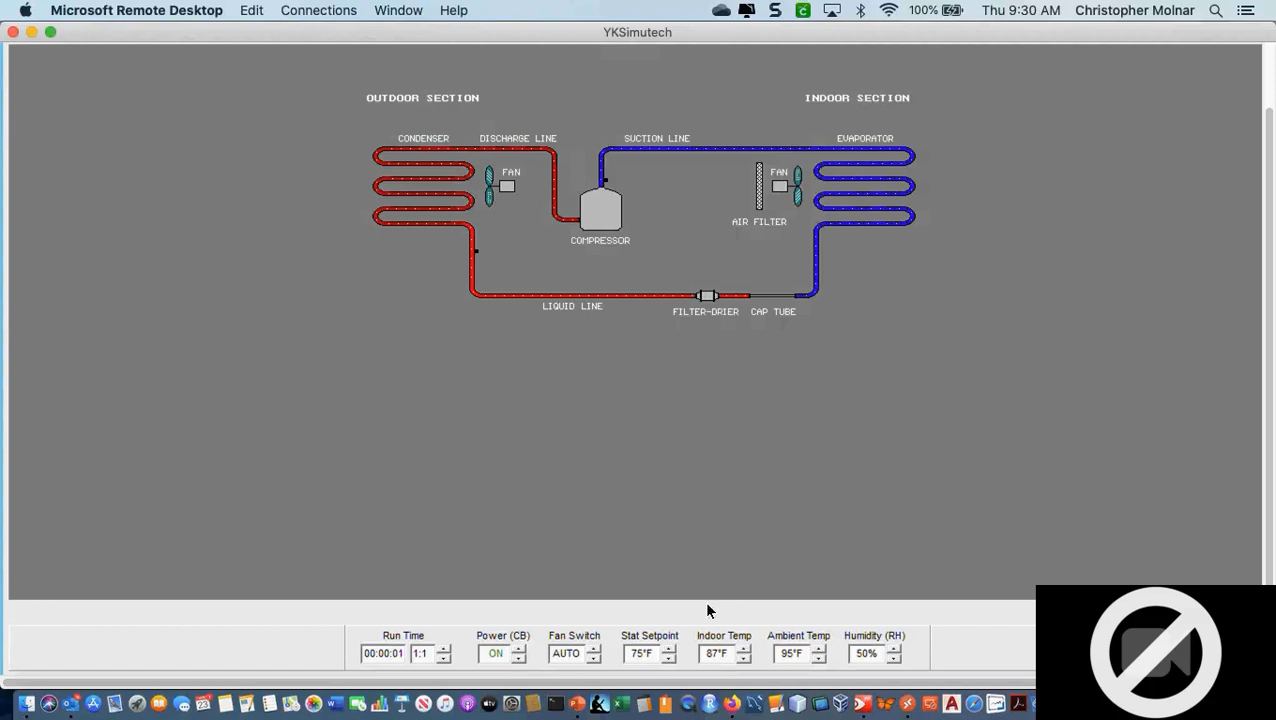 Microsoft Remote Desktop Edit Connections Window Help 100% Thu 9:30 AM Christopher Molnar
YKSimutech
OUTDOOR SECTION INDOOR SECTION
CONDENSER DISCHARGE LINE SUCTION LINE EVAPORATOR
FAN FAN
AIR FILTER
COMPRESSOR
LIQUID LINE FILTER-DRIER CAP TUBE
Run Time Power (CB) Fan Switch Stat Setpoint Indoor Temp Ambient Temp Humidity (RH)
00:00:01 1:1 ON AUTO 75°F 87°F 95°F 50%